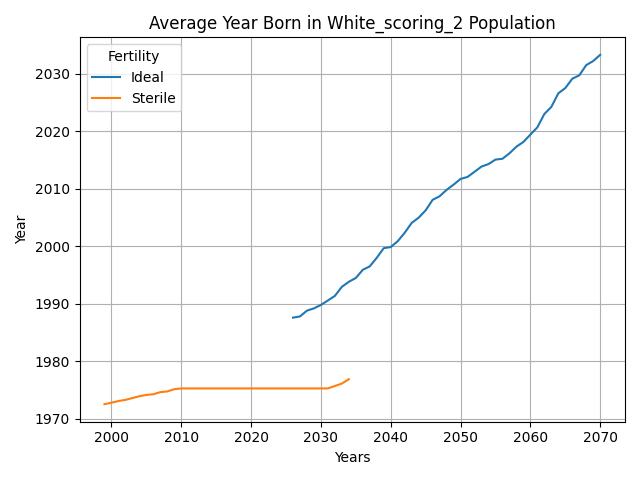 Average Year Born in White_scoring_2 Population
Fertility
Ideal
Sterile
Year
2030
2020
2010
2000
1990
1980
1970
2000 2010 2020 2030 2040 2050 2060 2070
Years